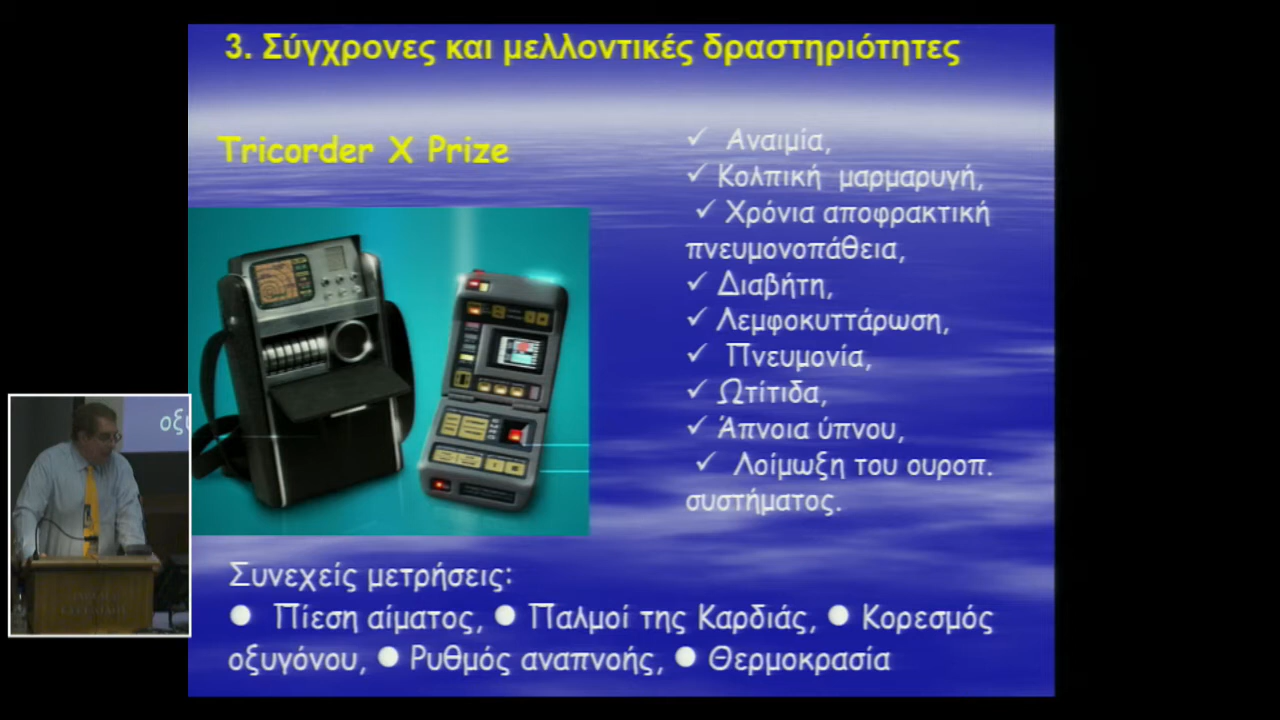 3. Σύγχρονες και μελλοντικές δραστηριότητες
Tricorder X Prize
✓ Αναιμία,
✓ Κολπική μαρμαρυγή,
✓ Χρόνια αποφρακτική
πνευμονοπάθεια,
✓ Διαβήτη,
✓ Λεμφοκυττάρωση,
✓ Πνευμονία,
✓ Ωτίτιδα,
✓ Άπνοια ύπνου,
✓ Λοίμωξη του ουροπ.
συστήματος.
οξυ
Συνεχείς μετρήσεις:
● Πίεση αίματος, ● Παλμοί της Καρδιάς, ● Κορεσμός
οξυγόνου, ● Ρυθμός αναπνοής, ● Θερμοκρασία